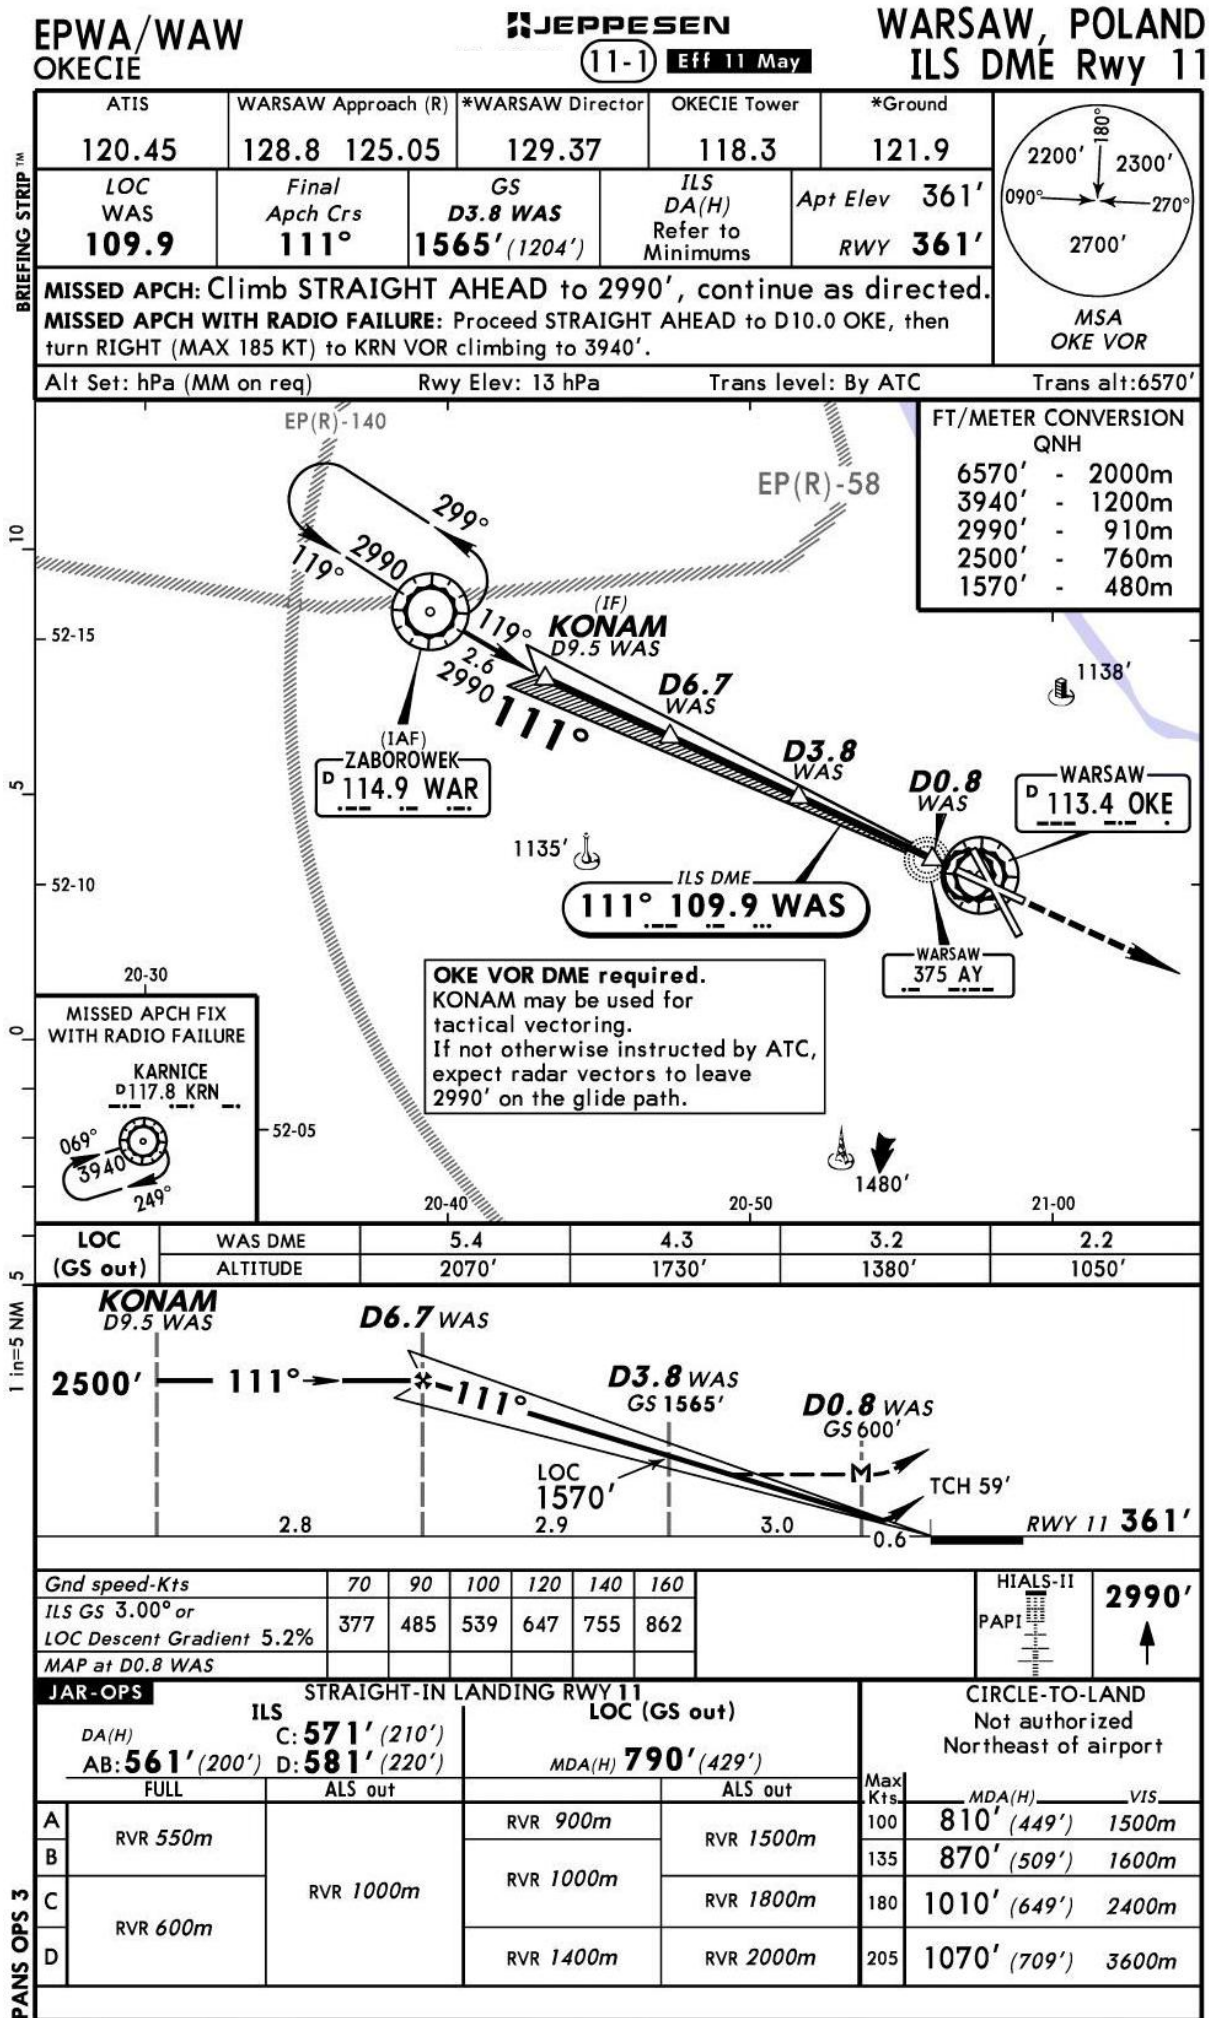 EPWA/WAW
OKECIE
JEPPESEN
11-1 Eff 11 May
WARSAW, POLAND
ILS DME Rwy 11
BRIEFING STRIP TM
ATIS
120.45
WARSAW Approach (R)
128.8 125.05
*WARSAW Director
129.37
OKECIE Tower
118.3
*Ground
121.9
LOC
WAS
109.9
Final
Apch Crs
111°
GS
D3.8 WAS
1565' (1204')
ILS
DA(H)
Refer to
Minimums
Apt Elev 361'
RWY 361'
180°
2200' 2300'
090° 270°
2700'
MSA
OKE VOR
MISSED APCH: Climb STRAIGHT AHEAD to 2990', continue as directed.
MISSED APCH WITH RADIO FAILURE: Proceed STRAIGHT AHEAD to D10.0 OKE, then
turn RIGHT (MAX 185 KT) to KRN VOR climbing to 3940'.
Alt Set: hPa (MM on req) Rwy Elev: 13 hPa Trans level: By ATC Trans alt:6570'
FT/METER CONVERSION
QNH
6570' - 2000m
3940' - 1200m
2990' - 910m
2500' - 760m
1570' - 480m
EP(R)-140
EP(R)-58
299°
2990
119°
(IF)
KONAM
D9.5 WAS
119°
2.6
2990
111°
D6.7
WAS
D3.8
WAS
D0.8
WAS
1138'
(IAF)
ZABOROWEK
D 114.9 WAR
WARSAW
D 113.4 OKE
1135'
ILS DME
111° 109.9 WAS
WARSAW
375 AY
OKE VOR DME required.
KONAM may be used for
tactical vectoring.
If not otherwise instructed by ATC,
expect radar vectors to leave
2990' on the glide path.
1480'
52-15
52-10
52-05
20-30
20-40
20-50
21-00
10
5
0
5
1 in=5 NM
MISSED APCH FIX
WITH RADIO FAILURE
KARNICE
D117.8 KRN
069°
3940
249°
LOC
(GS out)
WAS DME 5.4 4.3 3.2 2.2
ALTITUDE 2070' 1730' 1380' 1050'
KONAM
D9.5 WAS
D6.7 WAS
2500' 111°
111°
D3.8 WAS
GS 1565'
D0.8 WAS
GS 600'
LOC
1570'
M
TCH 59'
2.8 2.9 3.0 0.6
RWY 11 361'
Gnd speed-Kts 70 90 100 120 140 160
ILS GS 3.00° or
LOC Descent Gradient 5.2% 377 485 539 647 755 862
MAP at D0.8 WAS
HIALS-II
PAPI
2990'
PANS OPS 3
JAR-OPS
STRAIGHT-IN LANDING RWY 11
ILS
DA(H)
C: 571' (210')
AB: 561' (200') D: 581' (220')
LOC (GS out)
MDA(H) 790' (429')
CIRCLE-TO-LAND
Not authorized
Northeast of airport
FULL ALS out ALS out
Max
Kts MDA(H) VIS
A RVR 550m RVR 1000m RVR 900m RVR 1500m 100 810' (449') 1500m
B RVR 1000m 135 870' (509') 1600m
C RVR 600m RVR 1800m 180 1010' (649') 2400m
D RVR 1400m RVR 2000m 205 1070' (709') 3600m